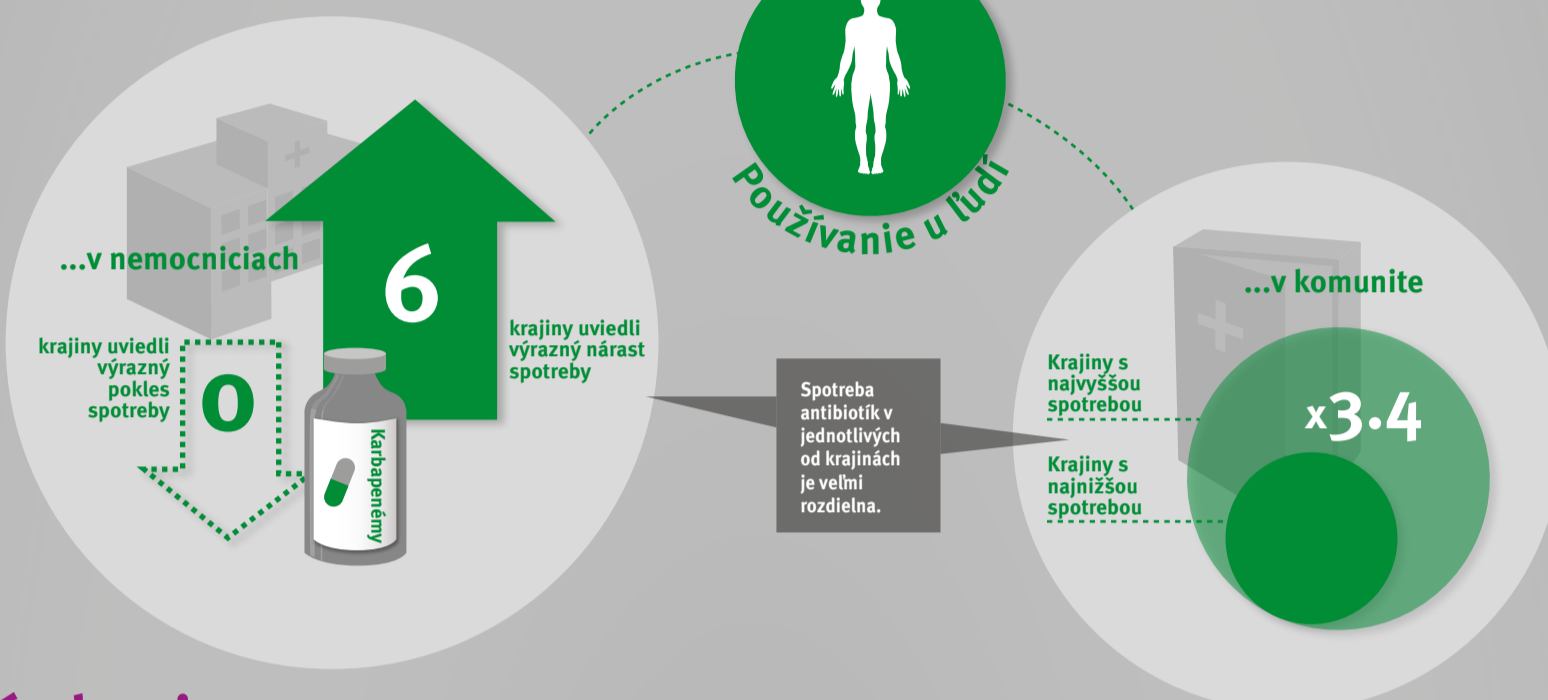 Používanie u ľudí
...v nemocniciach
6
krajiny uviedli
výrazný nárast
spotreby
krajiny uviedli
výrazný
pokles
spotreby
0
Karbapenémy
Spotreba
antibiotík v
jednotlivých
od krajinách
je veľmi
rozdielna.
...v komunite
Krajiny s
najvyššou
spotrebou
x3.4
Krajiny s
najnižšou
spotrebou